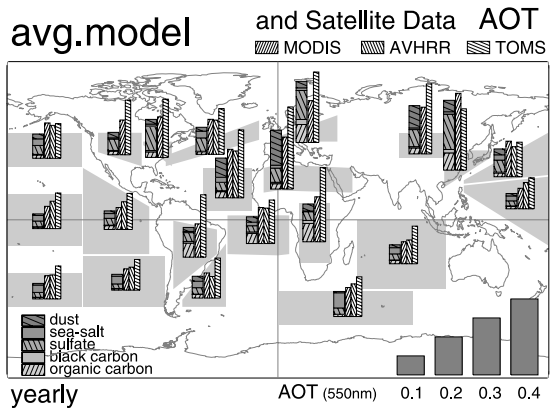 avg.model and Satellite Data AOT
MODIS AVHRR TOMS
dust
sea-salt
sulfate
black carbon
organic carbon
yearly AOT (550nm) 0.1 0.2 0.3 0.4